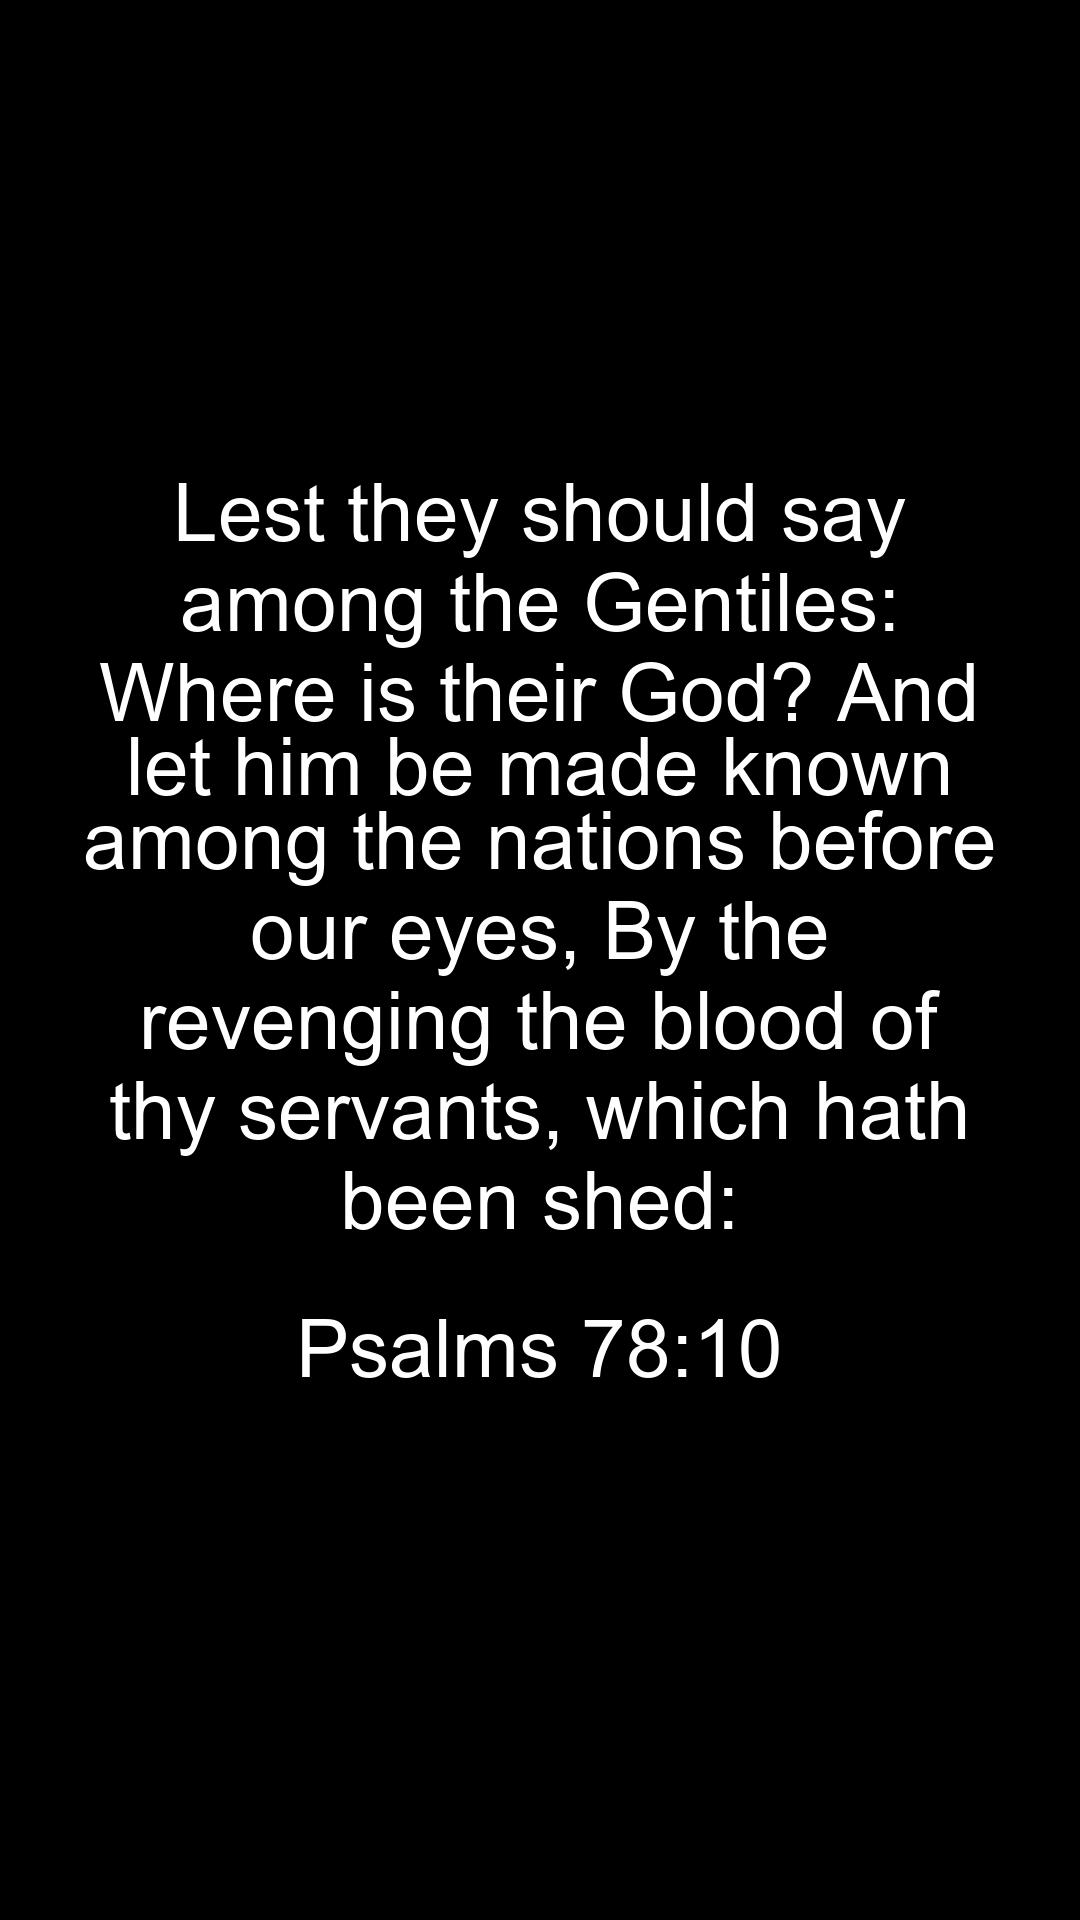 Lest they should say
among the Gentiles:
Where is their God? And
let him be made known
among the nations before
our eyes, By the
revenging the blood of
thy servants, which hath
been shed:
Psalms 78:10